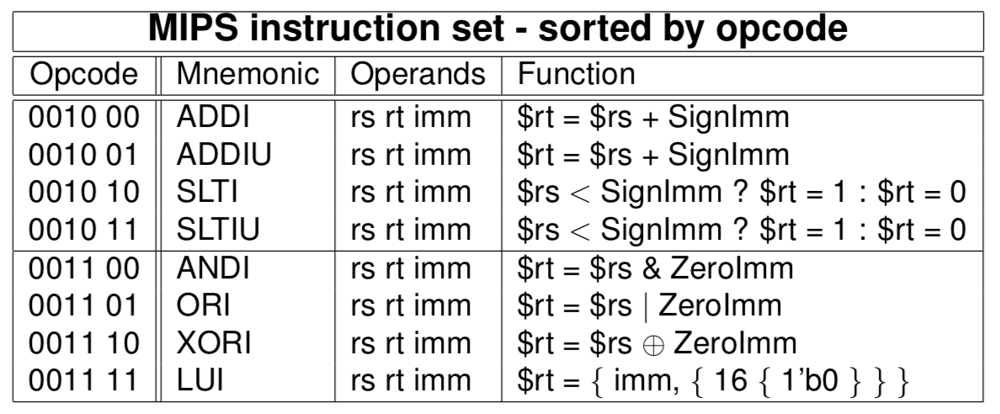 MIPS instruction set - sorted by opcode
Opcode Mnemonic Operands Function
0010 00 ADDI rs rt imm $rt = $rs + SignImm
0010 01 ADDIU rs rt imm $rt = $rs + SignImm
0010 10 SLTI rs rt imm $rs < SignImm ? $rt = 1 : $rt = 0
0010 11 SLTIU rs rt imm $rs < SignImm ? $rt = 1 : $rt = 0
0011 00 ANDI rs rt imm $rt = $rs & ZeroImm
0011 01 ORI rs rt imm $rt = $rs | ZeroImm
0011 10 XORI rs rt imm $rt = $rs ⊕ ZeroImm
0011 11 LUI rs rt imm $rt = { imm, { 16 { 1'b0 } } }